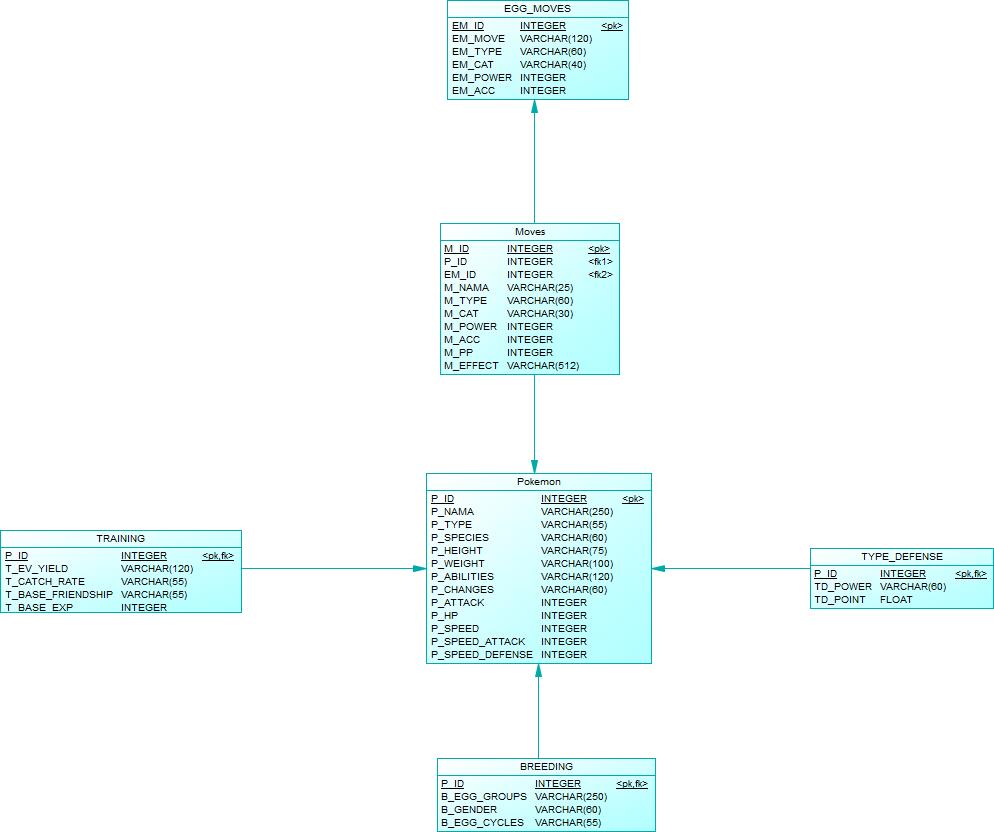 EGG_MOVES
EM_ID INTEGER <pk>
EM_MOVE VARCHAR(120)
EM_TYPE VARCHAR(60)
EM_CAT VARCHAR(40)
EM_POWER INTEGER
EM_ACC INTEGER
Moves
M_ID INTEGER <pk>
P_ID INTEGER <fk1>
EM_ID INTEGER <fk2>
M_NAMA VARCHAR(25)
M_TYPE VARCHAR(60)
M_CAT VARCHAR(30)
M_POWER INTEGER
M_ACC INTEGER
M_PP INTEGER
M_EFFECT VARCHAR(512)
Pokemon
P_ID INTEGER <pk>
P_NAMA VARCHAR(250)
P_TYPE VARCHAR(55)
P_SPECIES VARCHAR(60)
P_HEIGHT VARCHAR(75)
P_WEIGHT VARCHAR(100)
P_ABILITIES VARCHAR(120)
P_CHANGES VARCHAR(60)
P_ATTACK INTEGER
P_HP INTEGER
P_SPEED INTEGER
P_SPEED_ATTACK INTEGER
P_SPEED_DEFENSE INTEGER
TRAINING
P_ID INTEGER <pk,fk>
T_EV_YIELD VARCHAR(120)
T_CATCH_RATE VARCHAR(55)
T_BASE_FRIENDSHIP VARCHAR(55)
T_BASE_EXP INTEGER
TYPE_DEFENSE
P_ID INTEGER <pk,fk>
TD_POWER VARCHAR(60)
TD_POINT FLOAT
BREEDING
P_ID INTEGER <pk,fk>
B_EGG_GROUPS VARCHAR(250)
B_GENDER VARCHAR(60)
B_EGG_CYCLES VARCHAR(55)